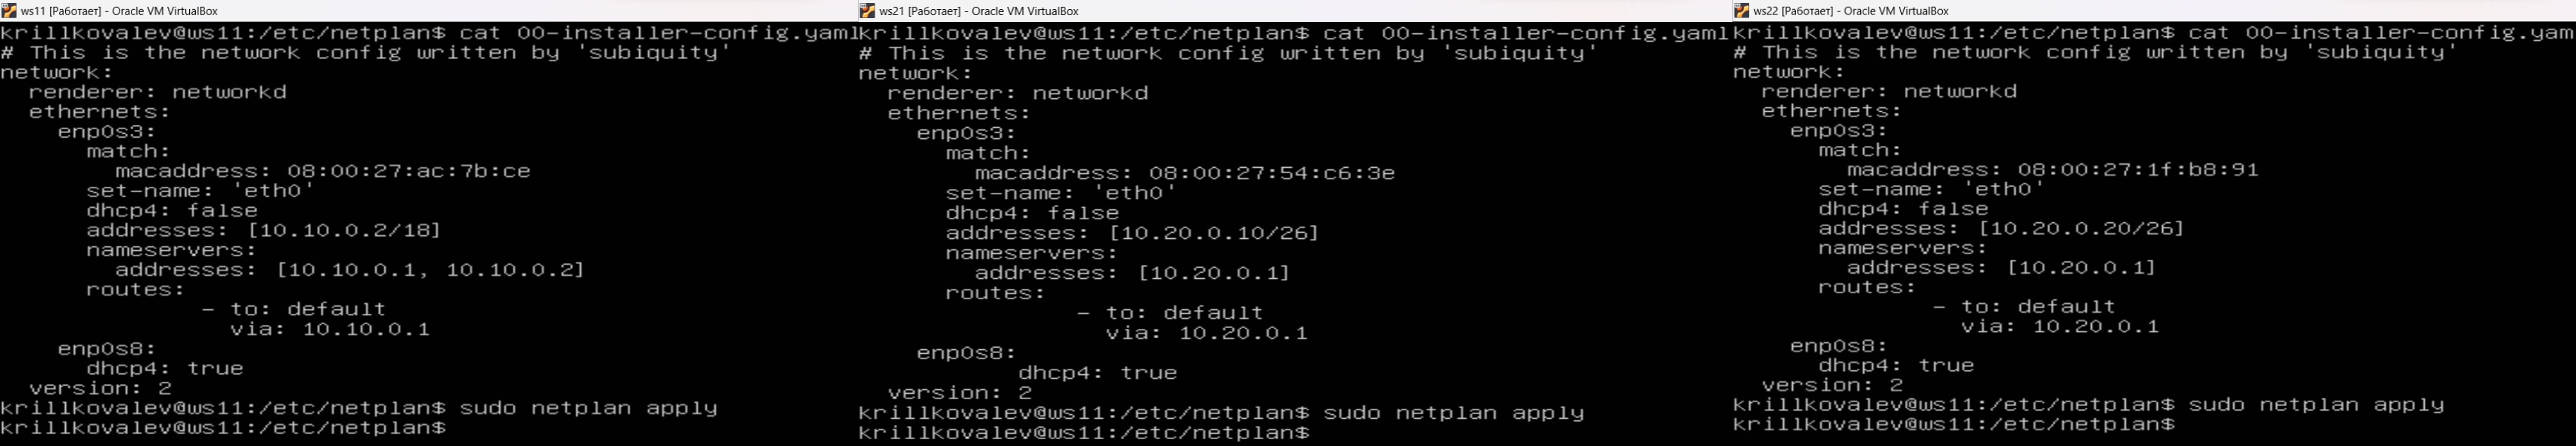 ws11 [Работает] - Oracle VM VirtualBox
krillkovalev@ws11:/etc/netplan$ cat 00-installer-config.yaml
# This is the network config written by 'subiquity'
network:
  renderer: networkd
  ethernets:
    enp0s3:
      match:
        macaddress: 08:00:27:ac:7b:ce
      set-name: 'eth0'
      dhcp4: false
      addresses: [10.10.0.2/18]
      nameservers:
        addresses: [10.10.0.1, 10.10.0.2]
      routes:
              - to: default
                via: 10.10.0.1
    enp0s8:
      dhcp4: true
  version: 2
krillkovalev@ws11:/etc/netplan$ sudo netplan apply
krillkovalev@ws11:/etc/netplan$
ws21 [Работает] - Oracle VM VirtualBox
krillkovalev@ws11:/etc/netplan$ cat 00-installer-config.yaml
# This is the network config written by 'subiquity'
network:
  renderer: networkd
  ethernets:
    enp0s3:
      match:
        macaddress: 08:00:27:54:c6:3e
      set-name: 'eth0'
      dhcp4: false
      addresses: [10.20.0.10/26]
      nameservers:
        addresses: [10.20.0.1]
      routes:
               - to: default
                 via: 10.20.0.1
    enp0s8:
           dhcp4: true
  version: 2
krillkovalev@ws11:/etc/netplan$ sudo netplan apply
krillkovalev@ws11:/etc/netplan$
ws22 [Работает] - Oracle VM VirtualBox
krillkovalev@ws11:/etc/netplan$ cat 00-installer-config.yam
# This is the network config written by 'subiquity'
network:
  renderer: networkd
  ethernets:
    enp0s3:
      match:
        macaddress: 08:00:27:1f:b8:91
      set-name: 'eth0'
      dhcp4: false
      addresses: [10.20.0.20/26]
      nameservers:
        addresses: [10.20.0.1]
      routes:
              - to: default
                via: 10.20.0.1
    enp0s8:
      dhcp4: true
  version: 2
krillkovalev@ws11:/etc/netplan$ sudo netplan apply
krillkovalev@ws11:/etc/netplan$